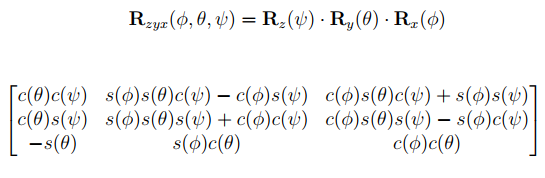 R_zyx(ϕ, θ, ψ) = R_z(ψ) · R_y(θ) · R_x(ϕ)
[c(θ)c(ψ) s(ϕ)s(θ)c(ψ) − c(ϕ)s(ψ) c(ϕ)s(θ)c(ψ) + s(ϕ)s(ψ)
c(θ)s(ψ) s(ϕ)s(θ)s(ψ) + c(ϕ)c(ψ) c(ϕ)s(θ)s(ψ) − s(ϕ)c(ψ)
−s(θ) s(ϕ)c(θ) c(ϕ)c(θ)]